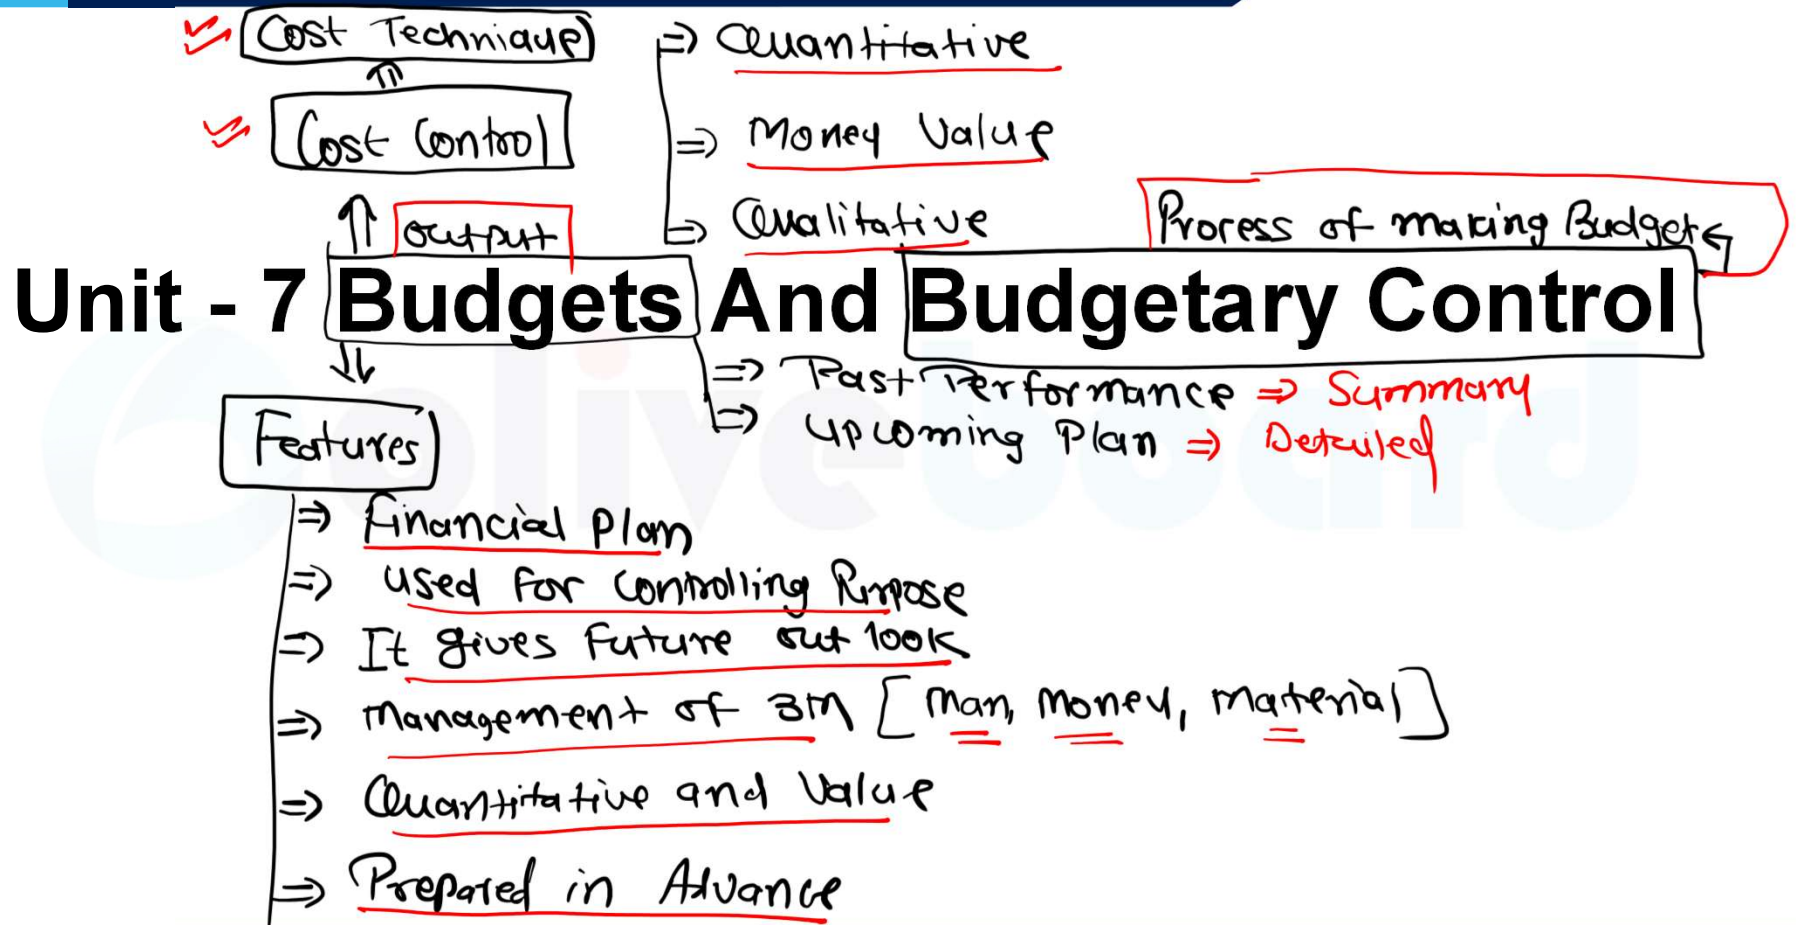 Cost Technique
=> Quantitative
Cost Control
=> Money Value
output
=> Qualitative
Process of making Budget
Unit - 7 Budgets And Budgetary Control
=> Past Performance => Summary
=> Upcoming Plan => Detailed
Features
=> Financial Plan
=> used for controlling Purpose
=> It gives Future out look
=> Management of 3M [Man, Money, Material]
=> Quantitative and Value
=> Prepared in Advance
oliveboard